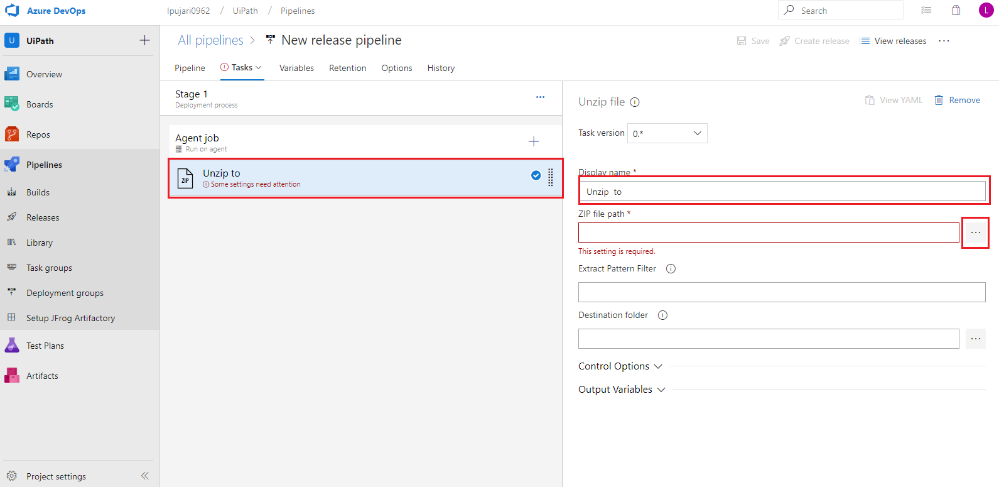 Azure DevOps
lpujari0962 / UiPath / Pipelines
Search
L
U UiPath
Overview
Boards
Repos
Pipelines
Builds
Releases
Library
Task groups
Deployment groups
Setup JFrog Artifactory
Test Plans
Artifacts
Project settings
All pipelines > New release pipeline
Save
Create release
View releases
Pipeline
Tasks
Variables
Retention
Options
History
Stage 1
Deployment process
Agent job
Run on agent
ZIP
Unzip to
Some settings need attention
Unzip file
View YAML
Remove
Task version 0.*
Display name *
Unzip  to
ZIP file path *
This setting is required.
Extract Pattern Filter
Destination folder
Control Options
Output Variables